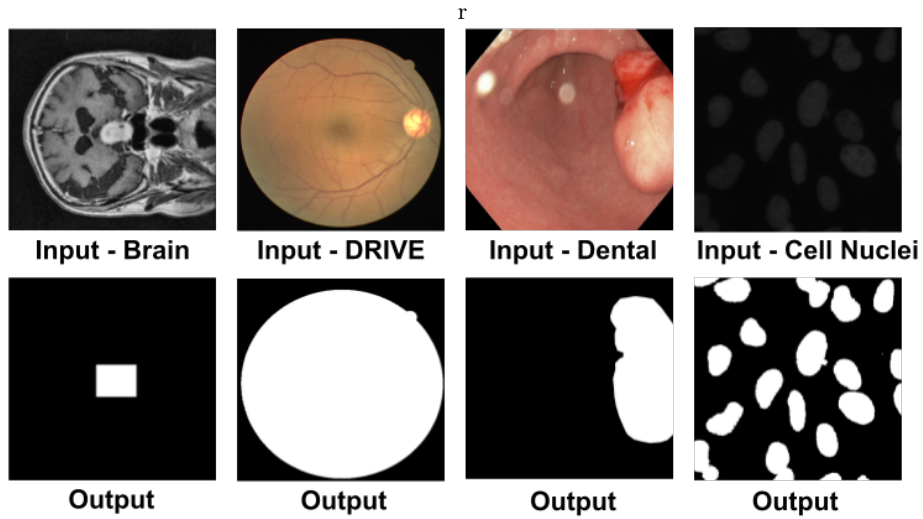 r
Input - Brain
Input - DRIVE
Input - Dental
Input - Cell Nuclei
Output
Output
Output
Output